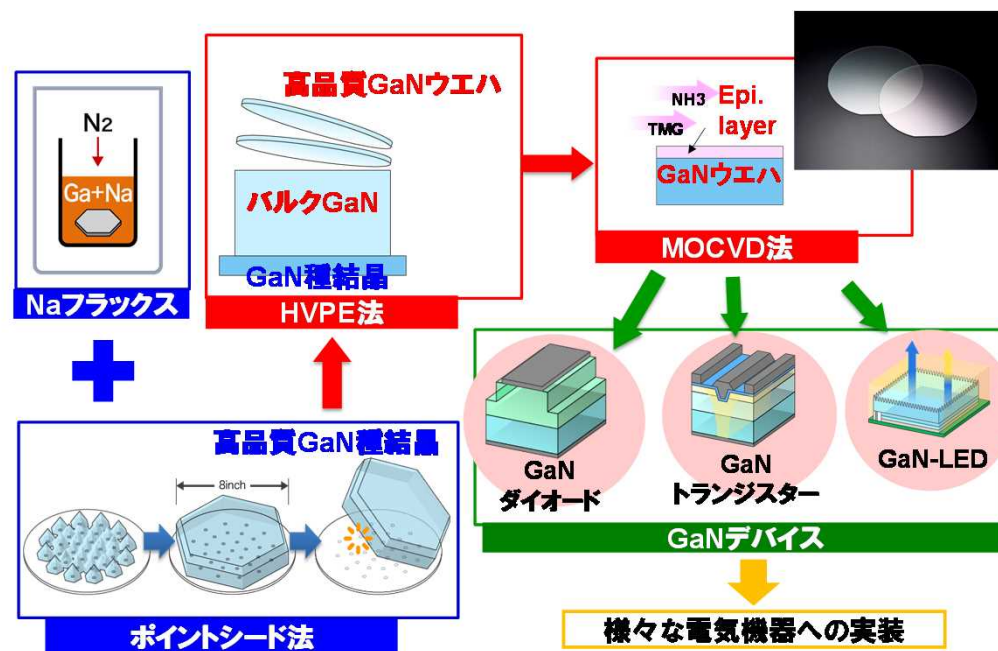 N2
Ga+Na
Naフラックス
高品質GaNウエハ
バルクGaN
GaN種結晶
HVPE法
NH3
Epi.
TMG
layer
GaNウエハ
MOCVD法
高品質GaN種結晶
8inch
ポイントシード法
GaN
ダイオード
GaN
トランジスター
GaN-LED
GaNデバイス
様々な電気機器への実装